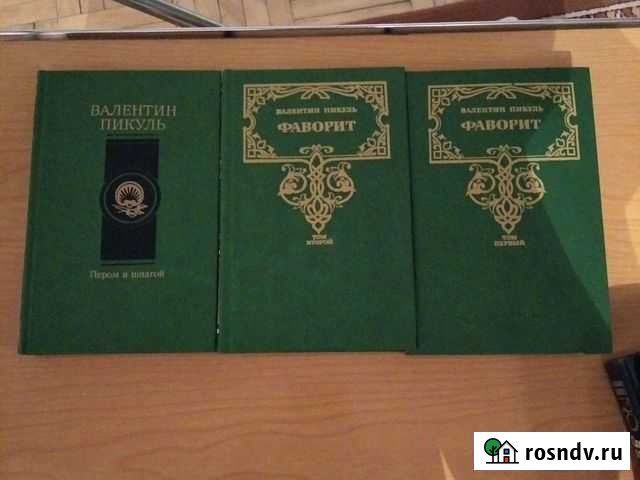 ВАЛЕНТИН
ПИКУЛЬ
Пером и шпагой
ВАЛЕНТИН ПИКУЛЬ
ФАВОРИТ
ТОМ
ВТОРОЙ
ВАЛЕНТИН ПИКУЛЬ
ФАВОРИТ
ТОМ
ПЕРВЫЙ
rosndv.ru